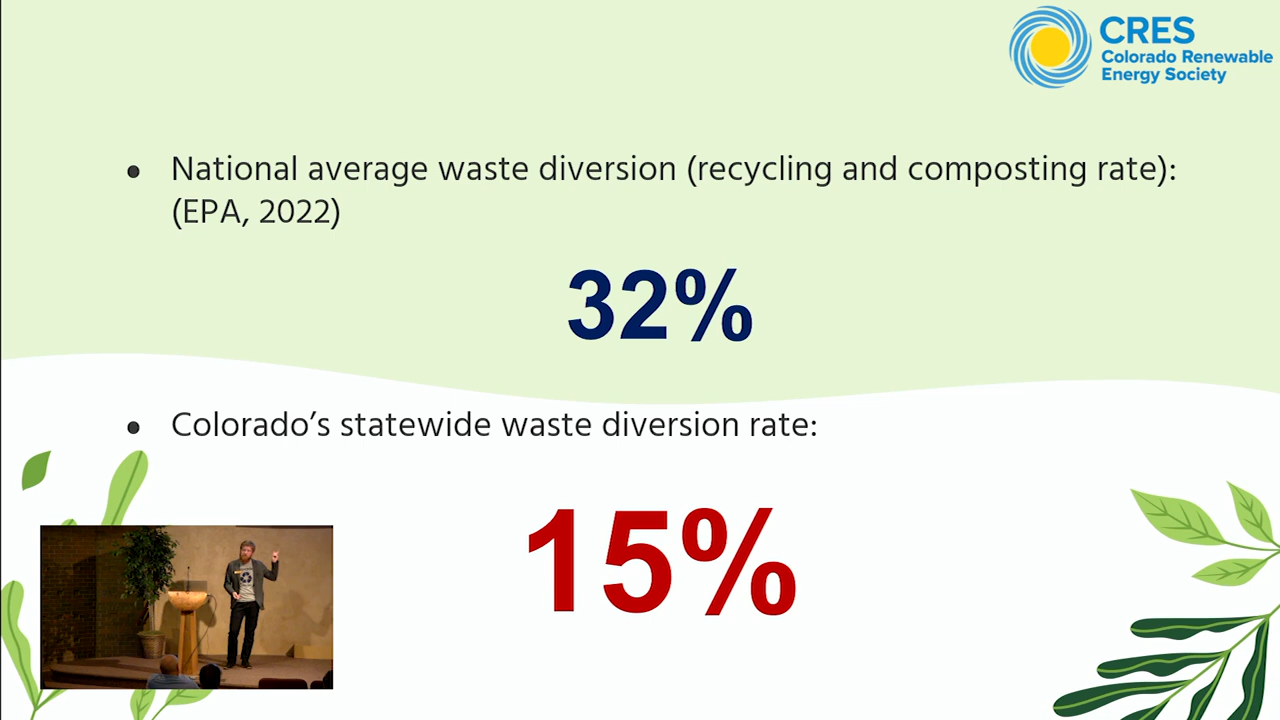 CRES
Colorado Renewable
Energy Society
• National average waste diversion (recycling and composting rate):
(EPA, 2022)
32%
• Colorado’s statewide waste diversion rate:
15%